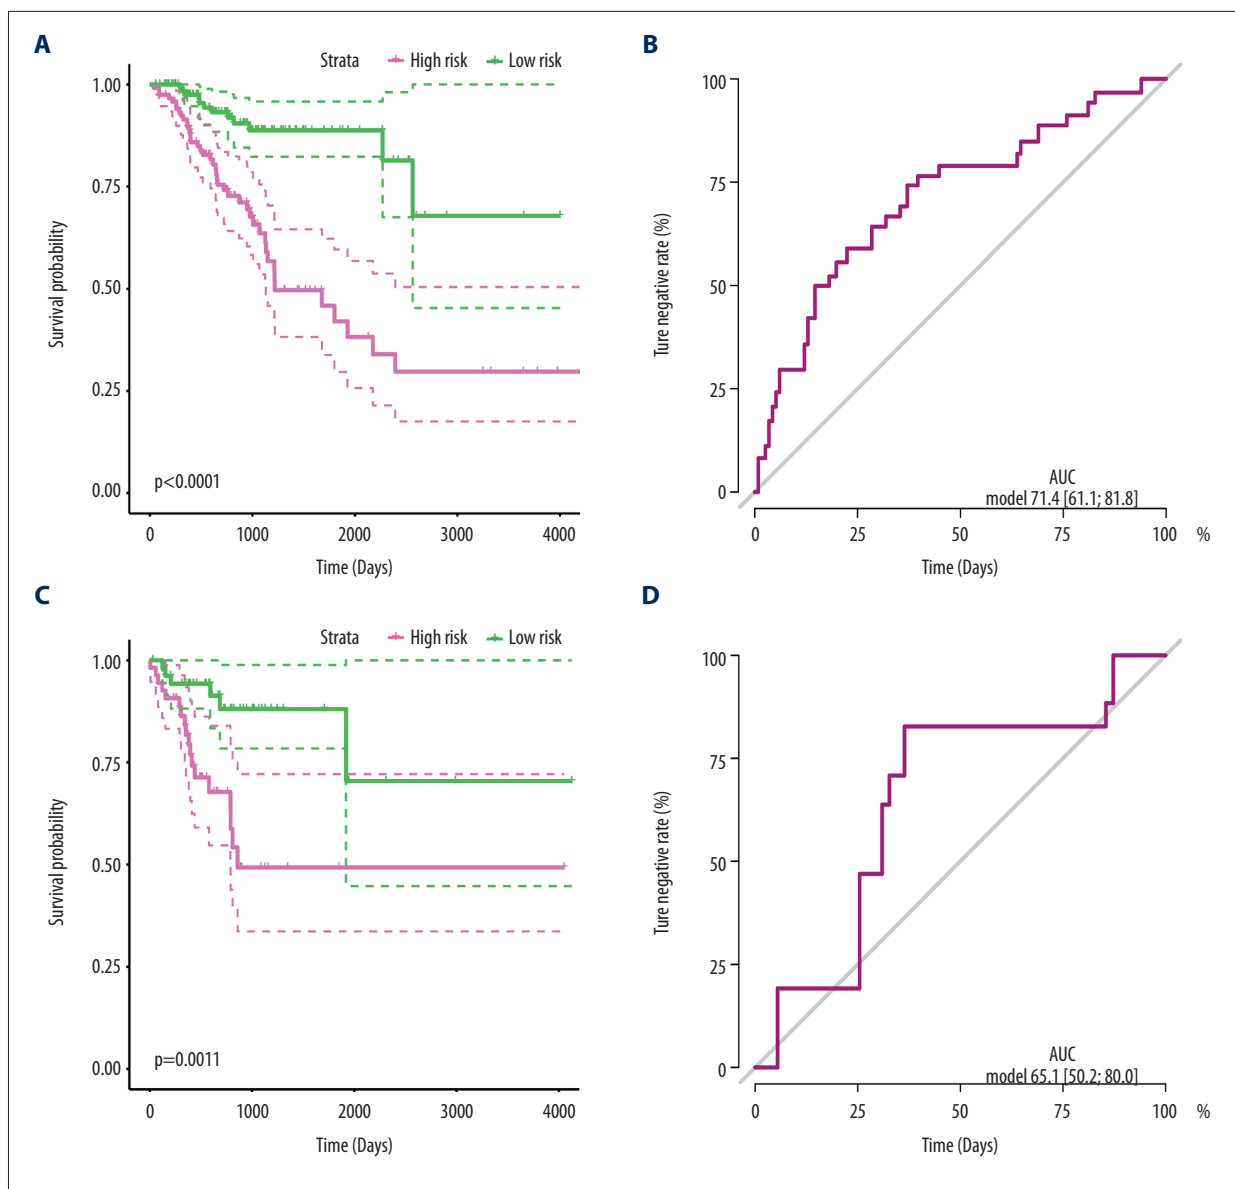 A
Strata High risk Low risk
1.00
0.75
0.50
0.25
0.00
Survival probability
p<0.0001
0 1000 2000 3000 4000
Time (Days)
B
100
75
50
25
0
Ture negative rate (%)
AUC
model 71.4 [61.1; 81.8]
0 25 50 75 100 %
Time (Days)
C
Strata High risk Low risk
1.00
0.75
0.50
0.25
0.00
Survival probability
p=0.0011
0 1000 2000 3000 4000
Time (Days)
D
100
75
50
25
0
Ture negative rate (%)
AUC
model 65.1 [50.2; 80.0]
0 25 50 75 100 %
Time (Days)